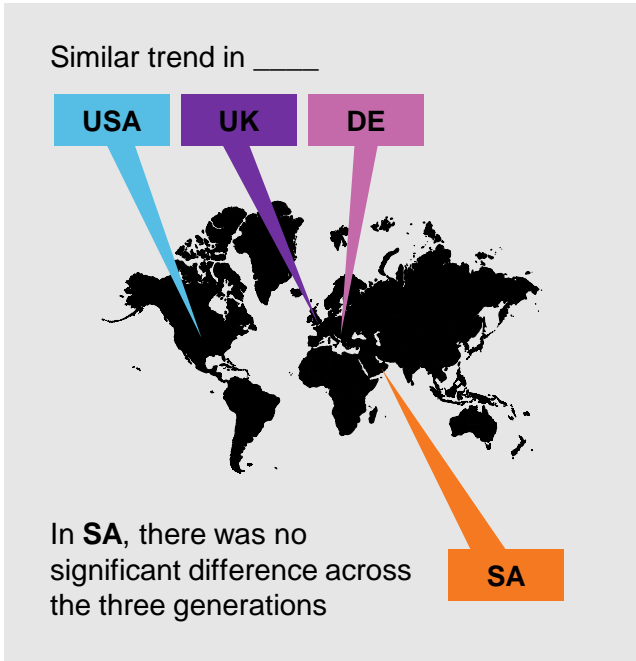 Similar trend in ____
USA
UK
DE
In SA, there was no
significant difference across
the three generations
SA